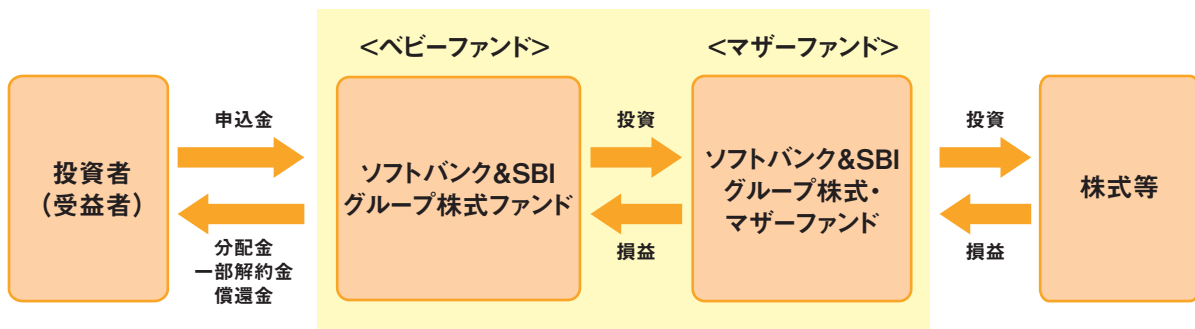 <ベビーファンド>
<マザーファンド>
投資者
（受益者）
申込金
分配金
一部解約金
償還金
ソフトバンク&SBI
グループ株式ファンド
投資
損益
ソフトバンク&SBI
グループ株式・
マザーファンド
投資
損益
株式等